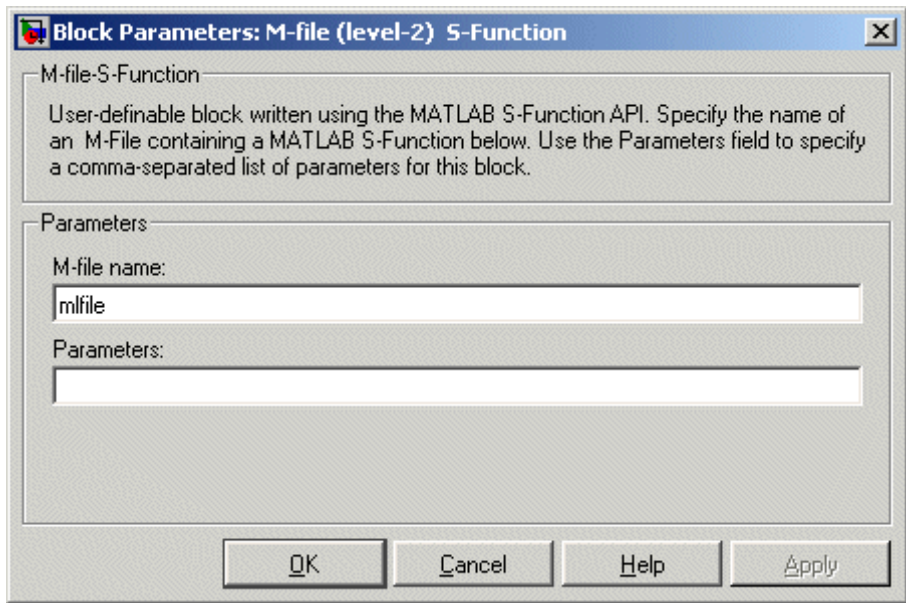 Block Parameters: M-file (level-2) S-Function
M-file-S-Function
User-definable block written using the MATLAB S-Function API. Specify the name of
an M-File containing a MATLAB S-Function below. Use the Parameters field to specify
a comma-separated list of parameters for this block.
Parameters
M-file name:
mlfile
Parameters:
OK Cancel Help Apply